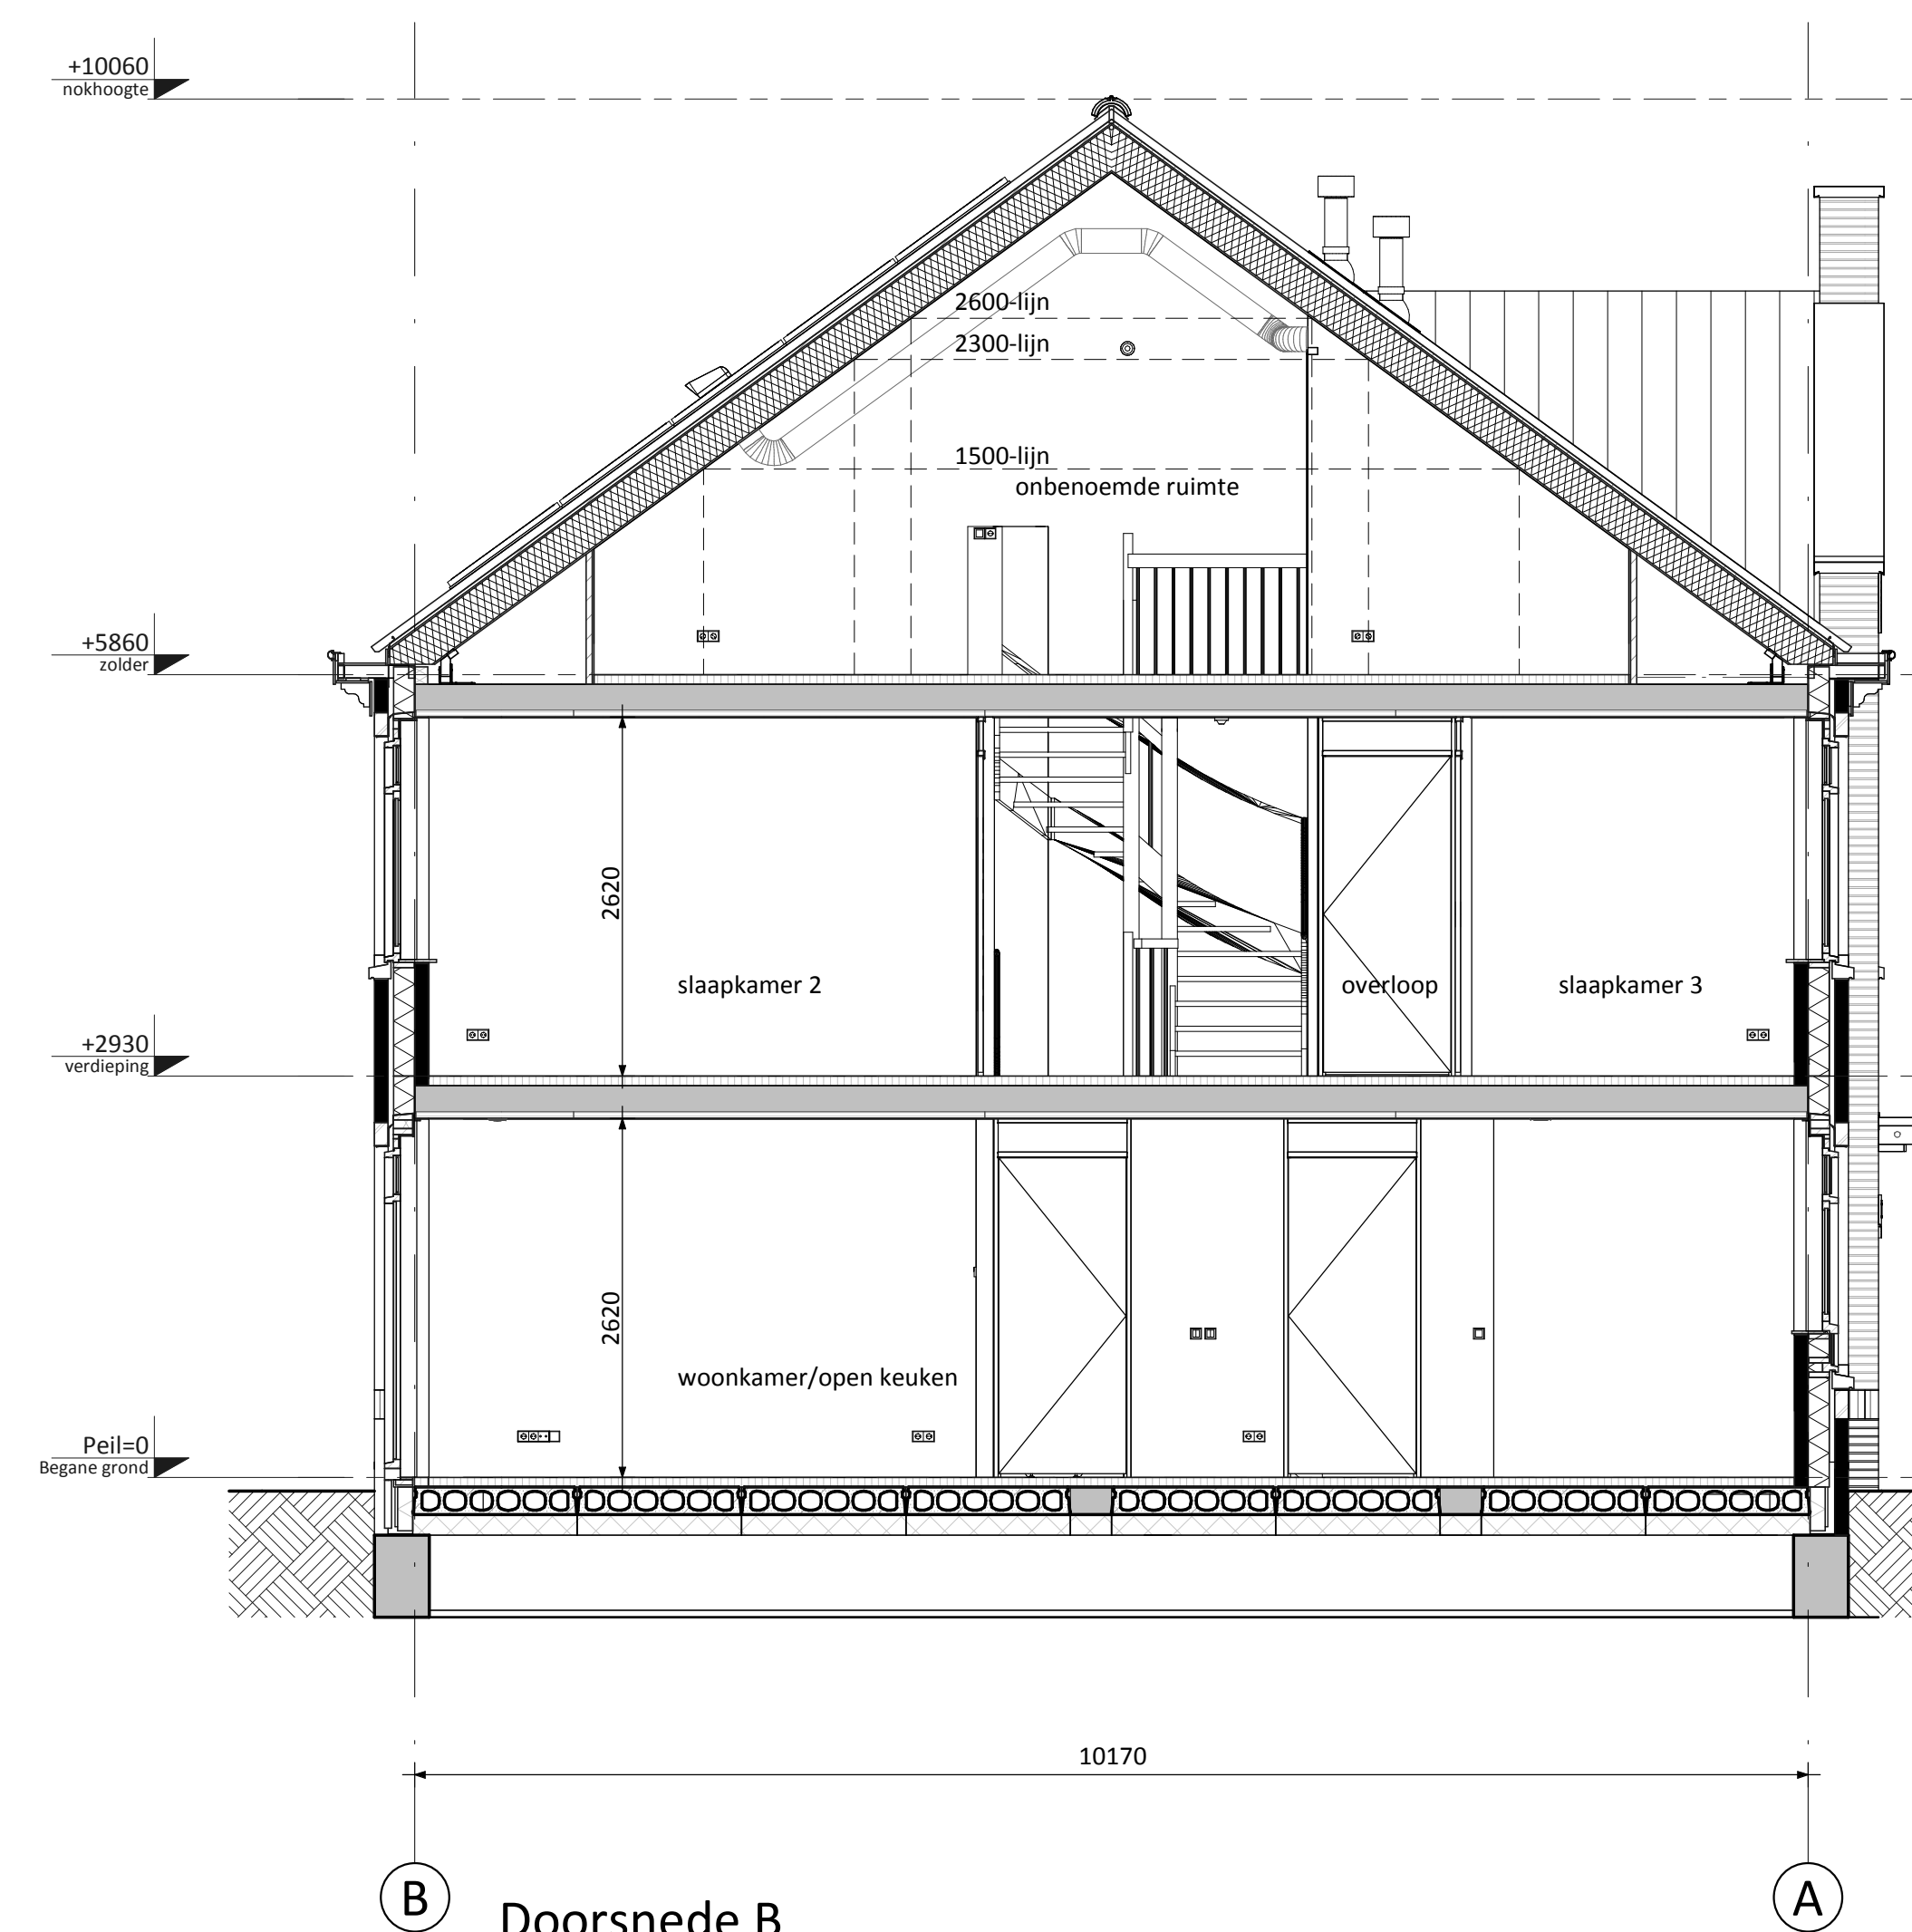 +10060
nokhoogte
2600-lijn
2300-lijn
1500-lijn
onbenoemde ruimte
+5860
zolder
2620
slaapkamer 2
overloop
slaapkamer 3
+2930
verdieping
2620
woonkamer/open keuken
Peil=0
Begane grond
10170
B
A
Doorsnede B